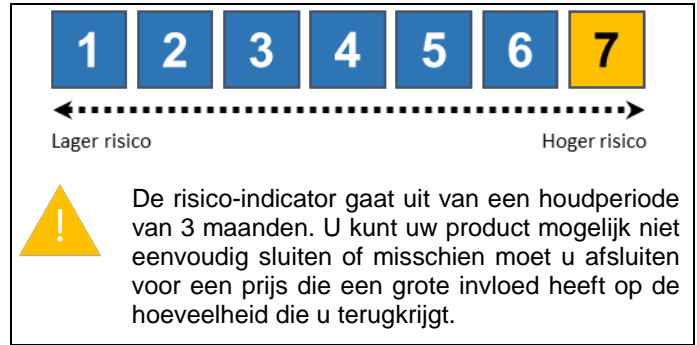 1 2 3 4 5 6 7
Lager risico Hoger risico
!
De risico-indicator gaat uit van een houdperiode
van 3 maanden. U kunt uw product mogelijk niet
eenvoudig sluiten of misschien moet u afsluiten
voor een prijs die een grote invloed heeft op de
hoeveelheid die u terugkrijgt.